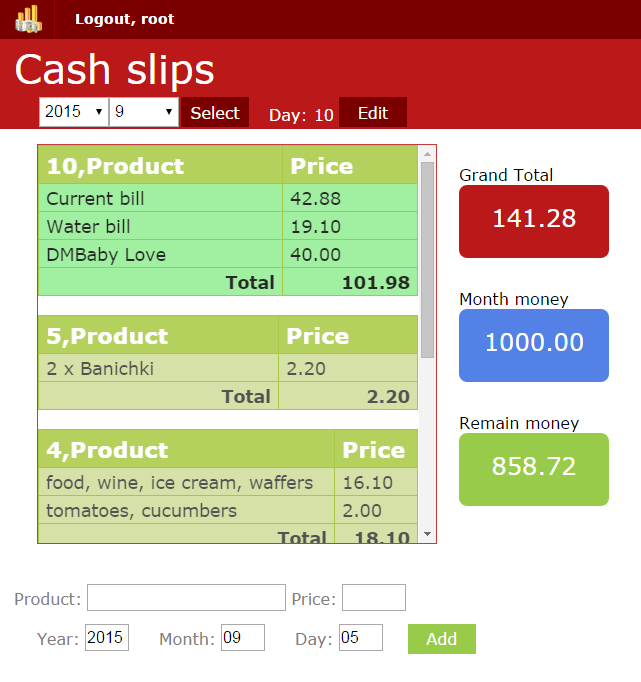 Logout, root
Cash slips
2015 9 Select Day: 10 Edit
10,Product Price
Current bill 42.88
Water bill 19.10
DMBaby Love 40.00
Total 101.98
5,Product Price
2 x Banichki 2.20
Total 2.20
4,Product Price
food, wine, ice cream, waffers 16.10
tomatoes, cucumbers 2.00
Total 18.10
Grand Total
141.28
Month money
1000.00
Remain money
858.72
Product: Price:
Year: 2015 Month: 09 Day: 05 Add